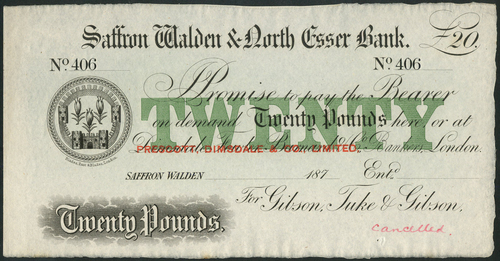 Saffron Walden & North Essex Bank.
£20.
No. 406
No. 406
I Promise to pay the Bearer
on demand Twenty Pounds here or at
TWENTY
PRESCOTT, DIMSDALE & CO., LIMITED,
Bankers, London.
SAFFRON WALDEN 187 Entd.
For Gibson, Tuke & Gibson,
Twenty Pounds,
Cancelled.